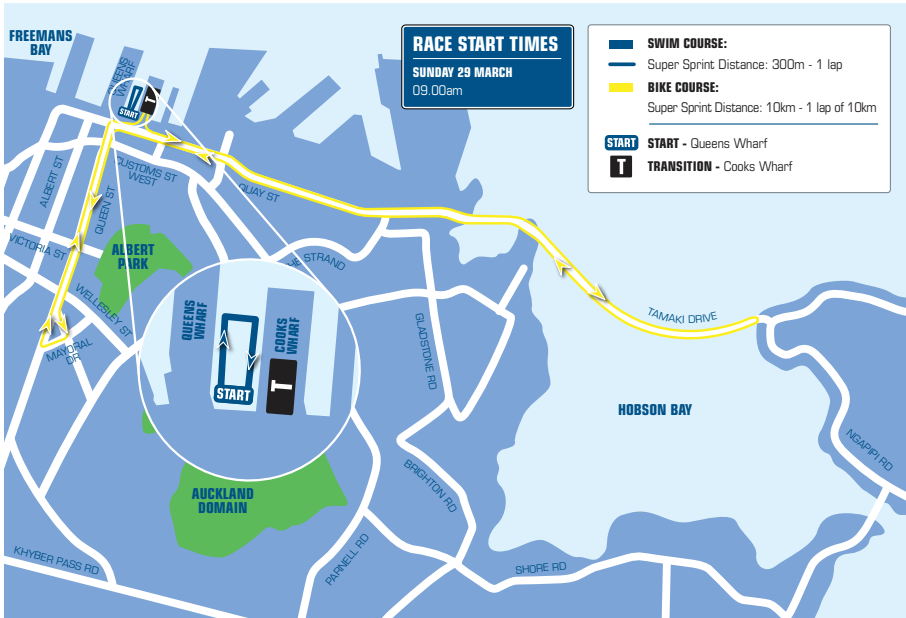 FREEMANS
BAY
QUEENS
WHARF
T
START
RACE START TIMES
SUNDAY 29 MARCH
09.00am
SWIM COURSE:
Super Sprint Distance: 300m - 1 lap
BIKE COURSE:
Super Sprint Distance: 10km - 1 lap of 10km
START START - Queens Wharf
T TRANSITION - Cooks Wharf
ALBERT ST
CUSTOMS ST
WEST
QUEEN ST
QUAY ST
VICTORIA ST
ALBERT
PARK
HE STRAND
WELLESLEY ST
MAYORAL
DR
QUEENS
WHARF
COOKS
WHARF
START
T
GLADSTONE RD
TAMAKI DRIVE
HOBSON BAY
NGAPIPI RD
BRIGHTON RD
AUCKLAND
DOMAIN
KHYBER PASS RD
PARNELL RD
SHORE RD